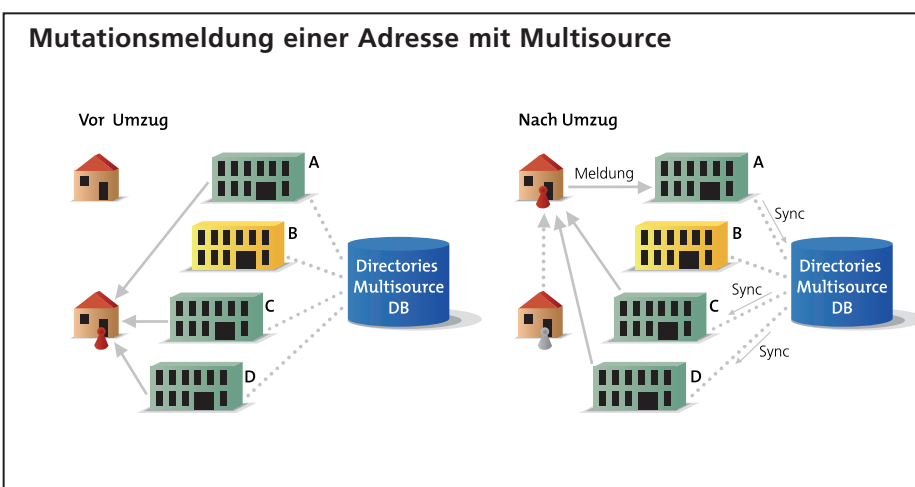 Mutationsmeldung einer Adresse mit Multisource
Vor Umzug
A
B
C
D
Directories
Multisource
DB
Nach Umzug
Meldung
A
Sync
B
Directories
Multisource
DB
Sync
C
Sync
D